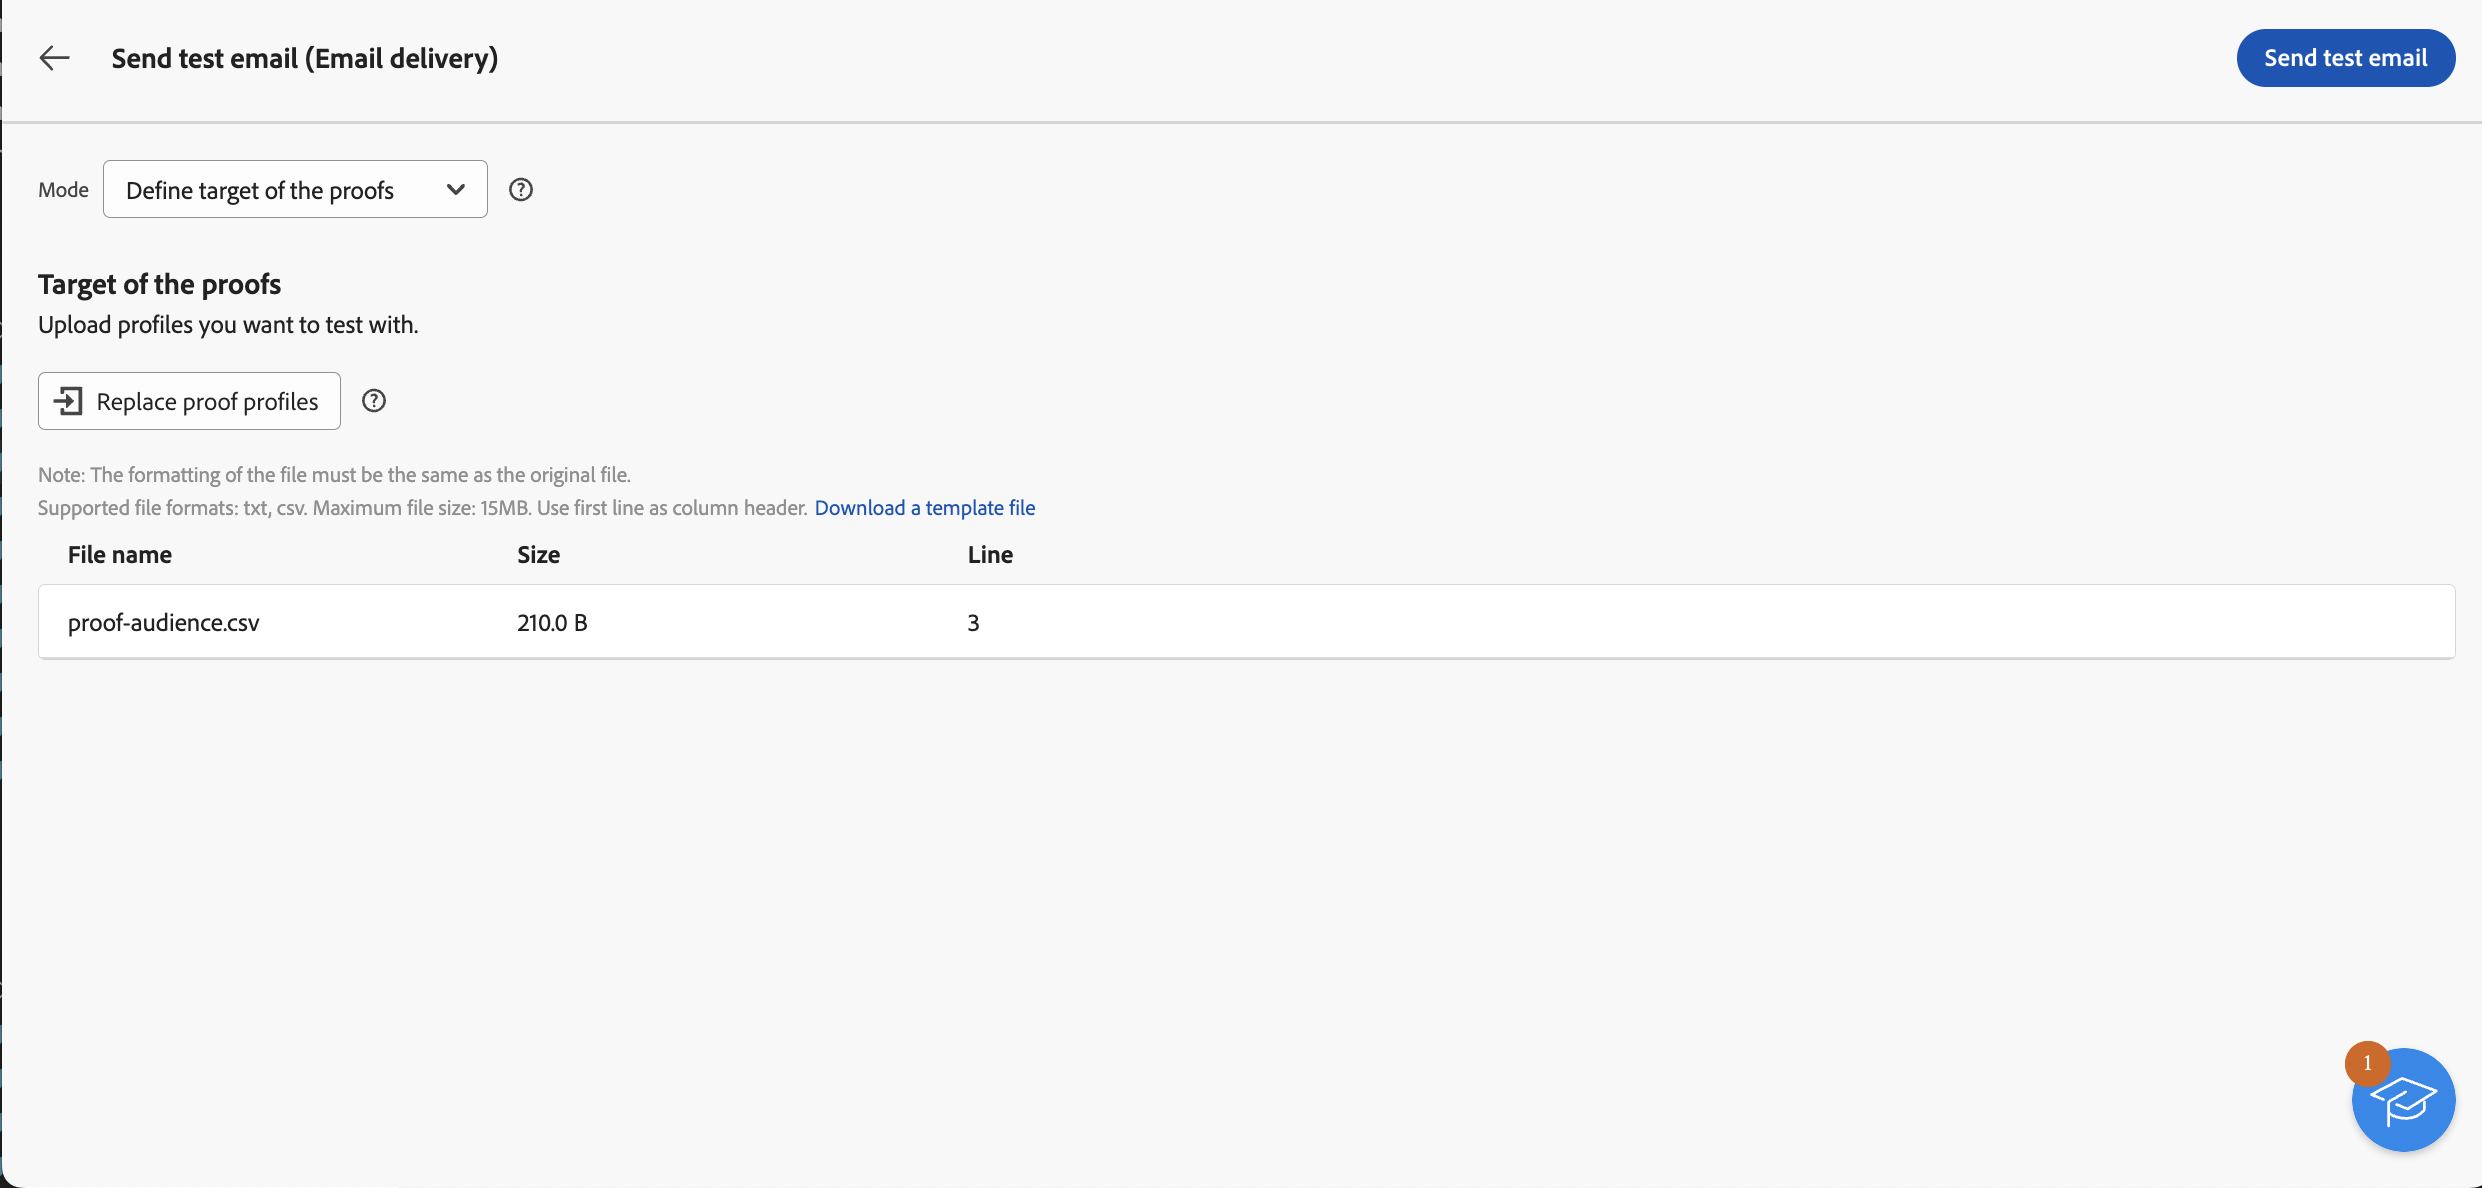 Send test email (Email delivery)
Send test email
Mode
Define target of the proofs
Target of the proofs
Upload profiles you want to test with.
Replace proof profiles
Note: The formatting of the file must be the same as the original file.
Supported file formats: txt, csv. Maximum file size: 15MB. Use first line as column header. Download a template file
File name Size Line
proof-audience.csv 210.0 B 3
1